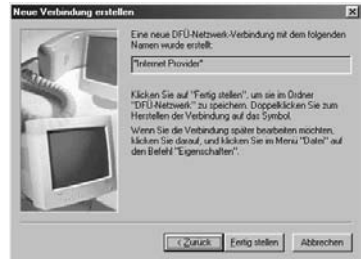 Neue Verbindung erstellen
Eine neue DFÜ-Netzwerk-Verbindung mit dem folgenden
Namen wurde erstellt:
"Internet Provider"
Klicken Sie auf "Fertig stellen", um sie im Ordner
"DFÜ-Netzwerk" zu speichern. Doppelklicken Sie zum
Herstellen der Verbindung auf das Symbol.
Wenn Sie die Verbindung später bearbeiten möchten,
klicken Sie darauf, und klicken Sie im Menü "Datei" auf
den Befehl "Eigenschaften".
< Zurück
Fertig stellen
Abbrechen